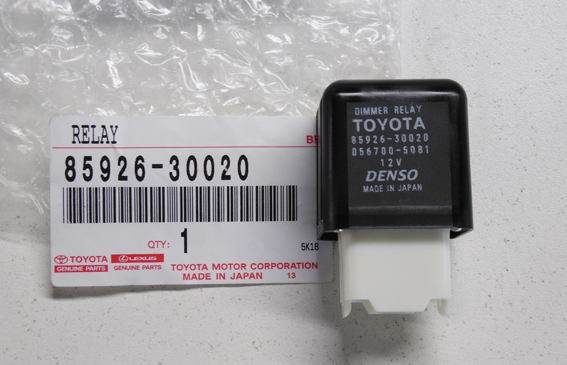 RELAY
85926-30020
QTY: 1
5K18
TOYOTA
GENUINE PARTS
LEXUS
GENUINE PARTS
TOYOTA MOTOR CORPORATION
MADE IN JAPAN 13
DIMMER RELAY
TOYOTA
85926-30020
056700-5081
12V
DENSO
MADE IN JAPAN